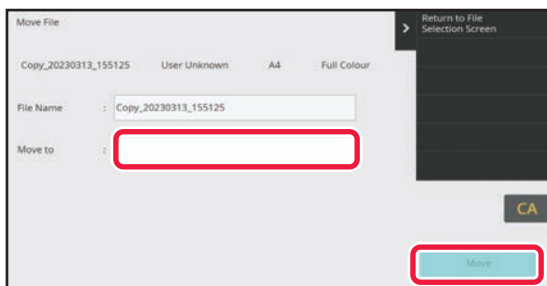 Move File
> Return to File
Selection Screen
Copy_20230313_155125 User Unknown A4 Full Colour
File Name : Copy_20230313_155125
Move to :
CA
Move